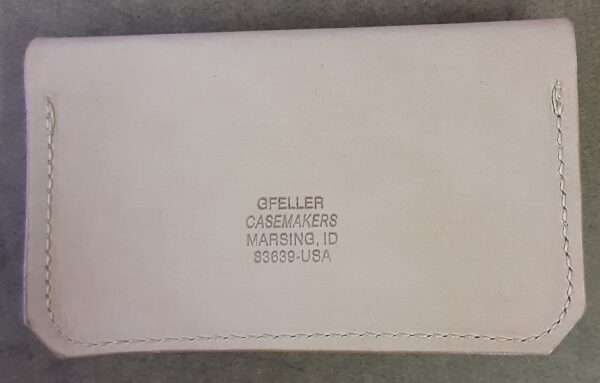 GFELLER
CASEMAKERS
MARSING, ID
83639-USA